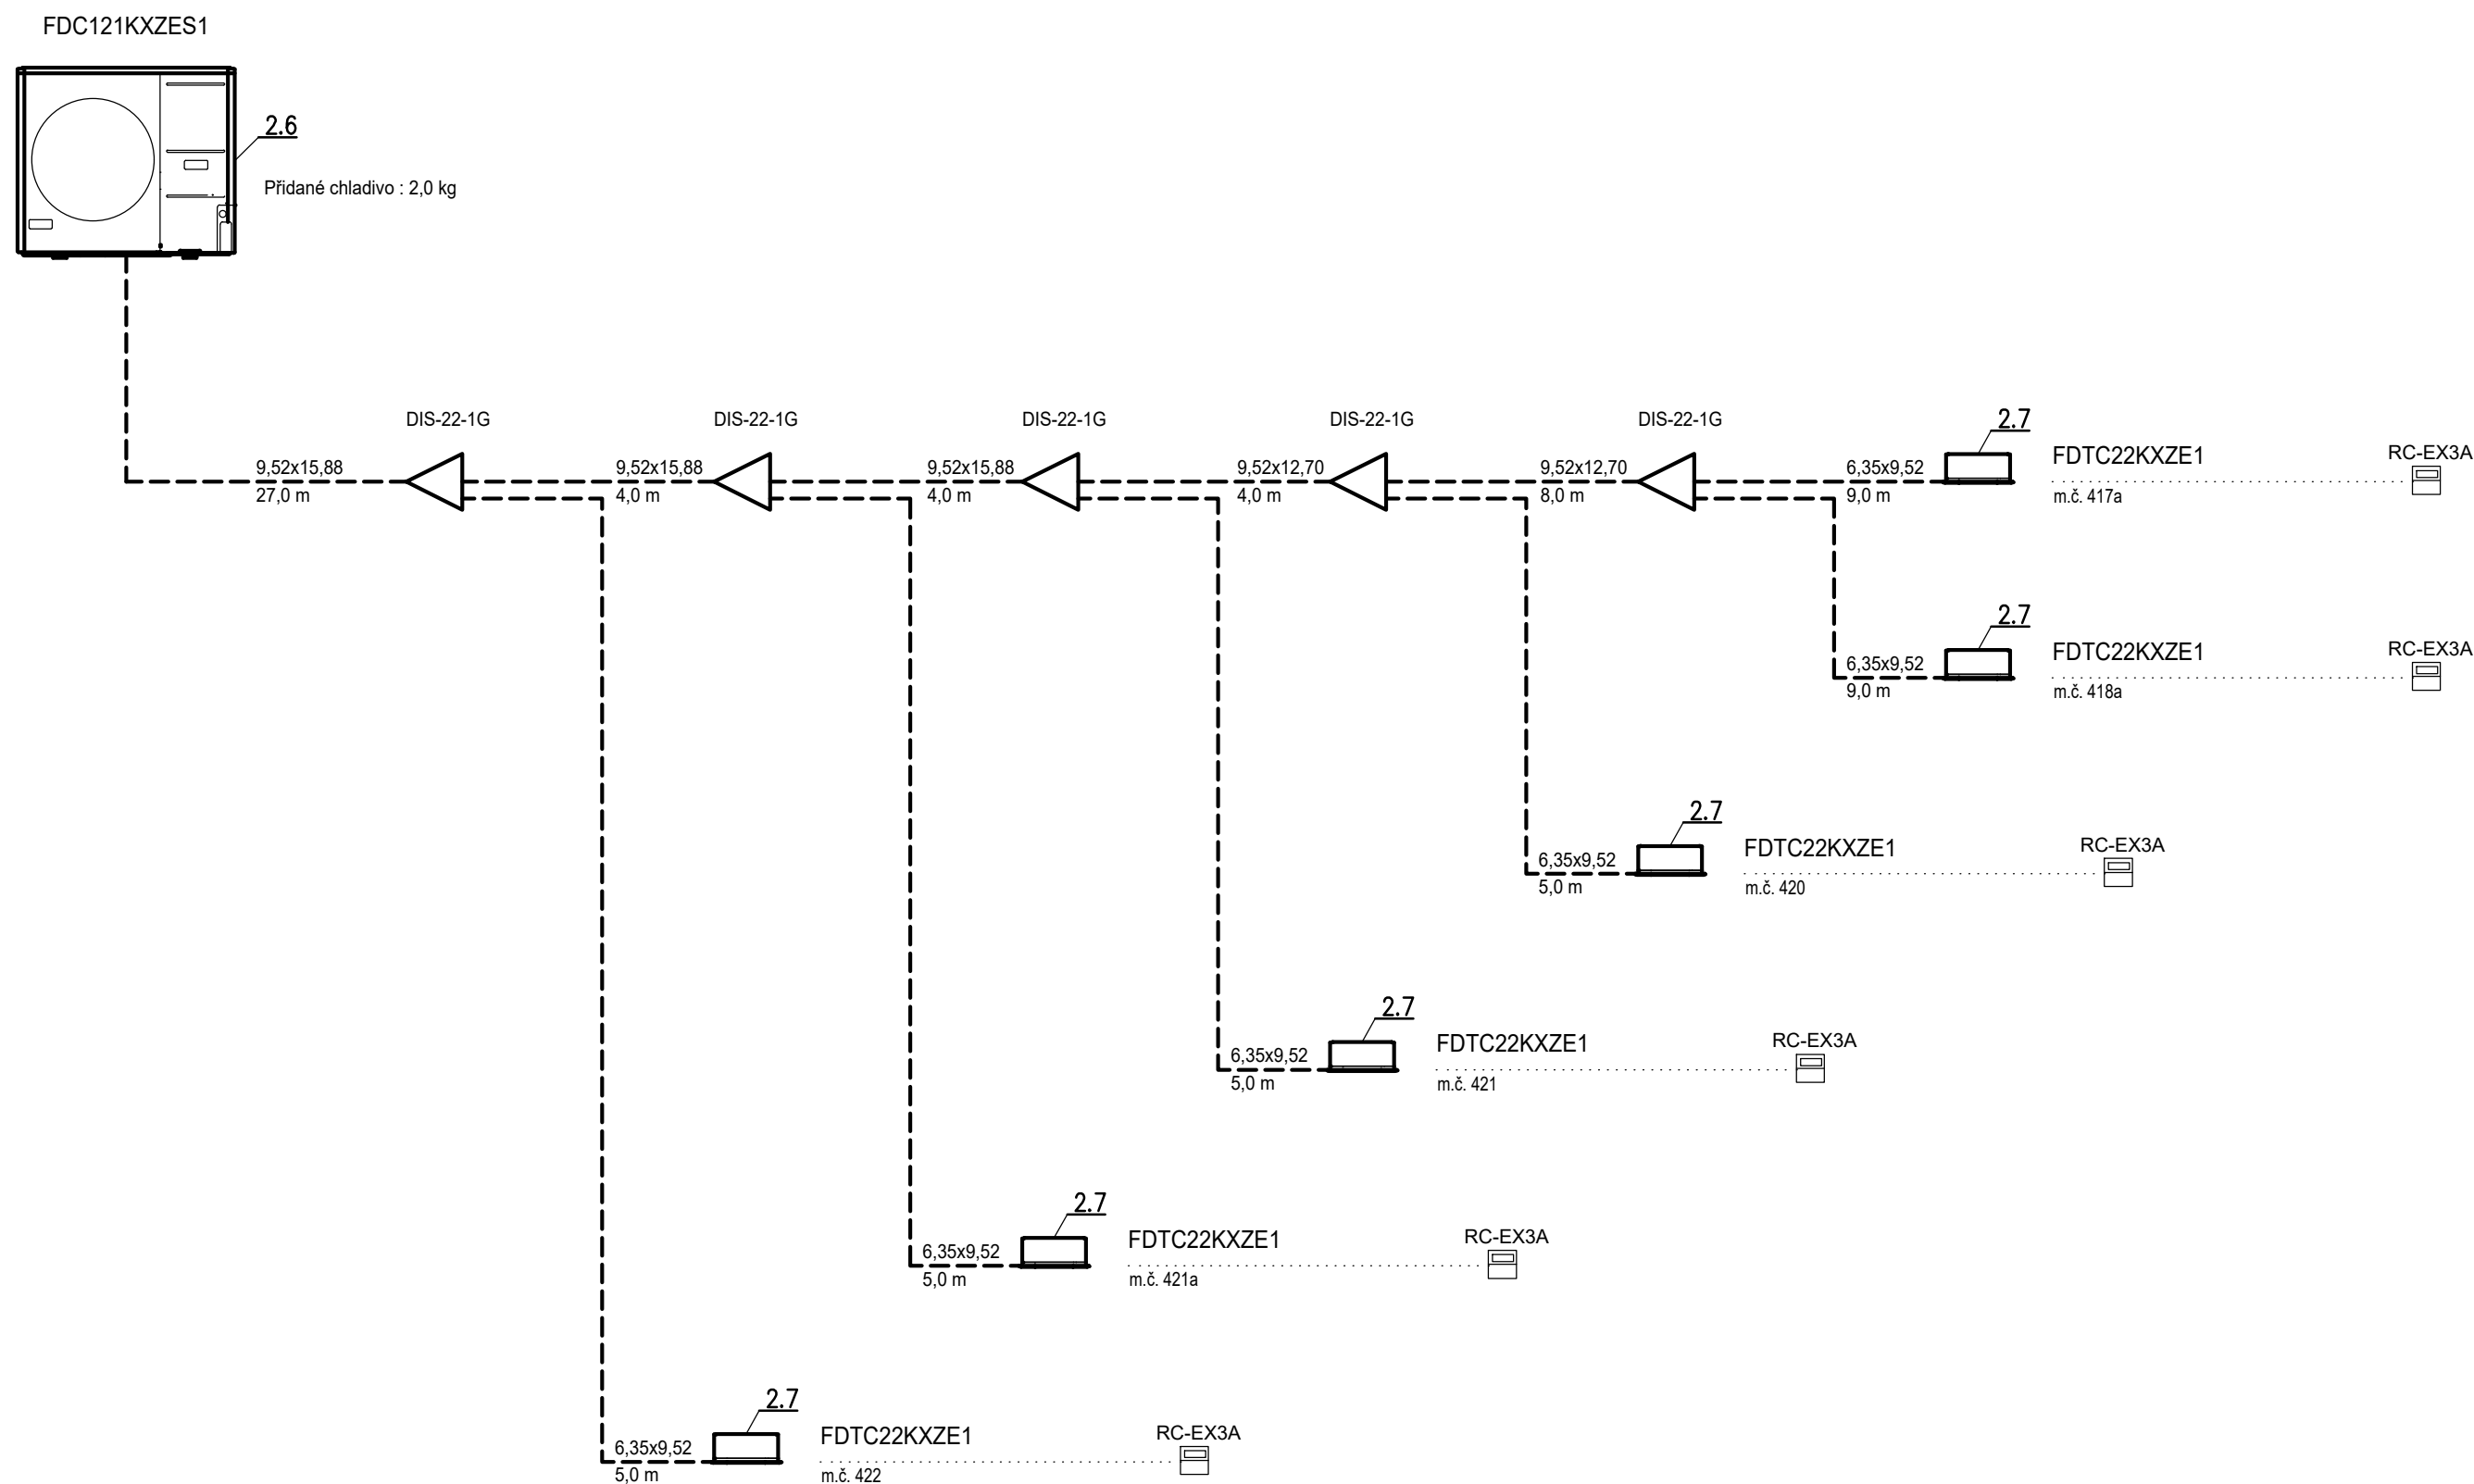 FDC121KXZES1
2.6
Přidané chladivo : 2,0 kg
DIS-22-1G
DIS-22-1G
DIS-22-1G
DIS-22-1G
DIS-22-1G
9,52x15,88
27,0 m
9,52x15,88
4,0 m
9,52x15,88
4,0 m
9,52x12,70
4,0 m
9,52x12,70
8,0 m
6,35x9,52
9,0 m
2.7
FDTC22KXZE1
m.č. 417a
RC-EX3A
6,35x9,52
9,0 m
2.7
FDTC22KXZE1
m.č. 418a
RC-EX3A
6,35x9,52
5,0 m
2.7
FDTC22KXZE1
m.č. 420
RC-EX3A
6,35x9,52
5,0 m
2.7
FDTC22KXZE1
m.č. 421
RC-EX3A
6,35x9,52
5,0 m
2.7
FDTC22KXZE1
m.č. 421a
RC-EX3A
6,35x9,52
5,0 m
2.7
FDTC22KXZE1
m.č. 422
RC-EX3A